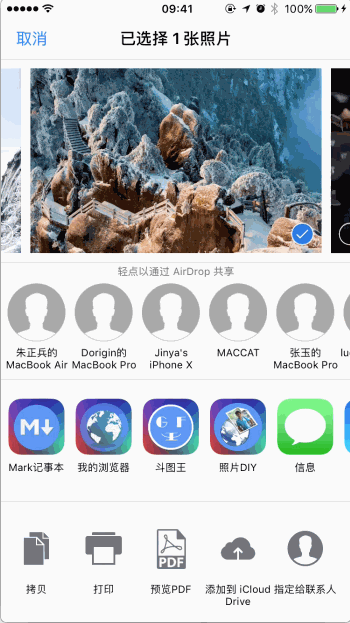 09:41
100%
取消
已选择 1 张照片
轻点以通过 AirDrop 共享
朱正兵的
MacBook Air
Dorigin的
MacBook Pro
Jinya's
iPhone X
MACCAT
张玉的
MacBook Pro
M
Mark记事本
我的浏览器
G I F
斗图王
照片DIY
信息
拷贝
打印
PDF
预览PDF
添加到 iCloud
Drive
指定给联系人